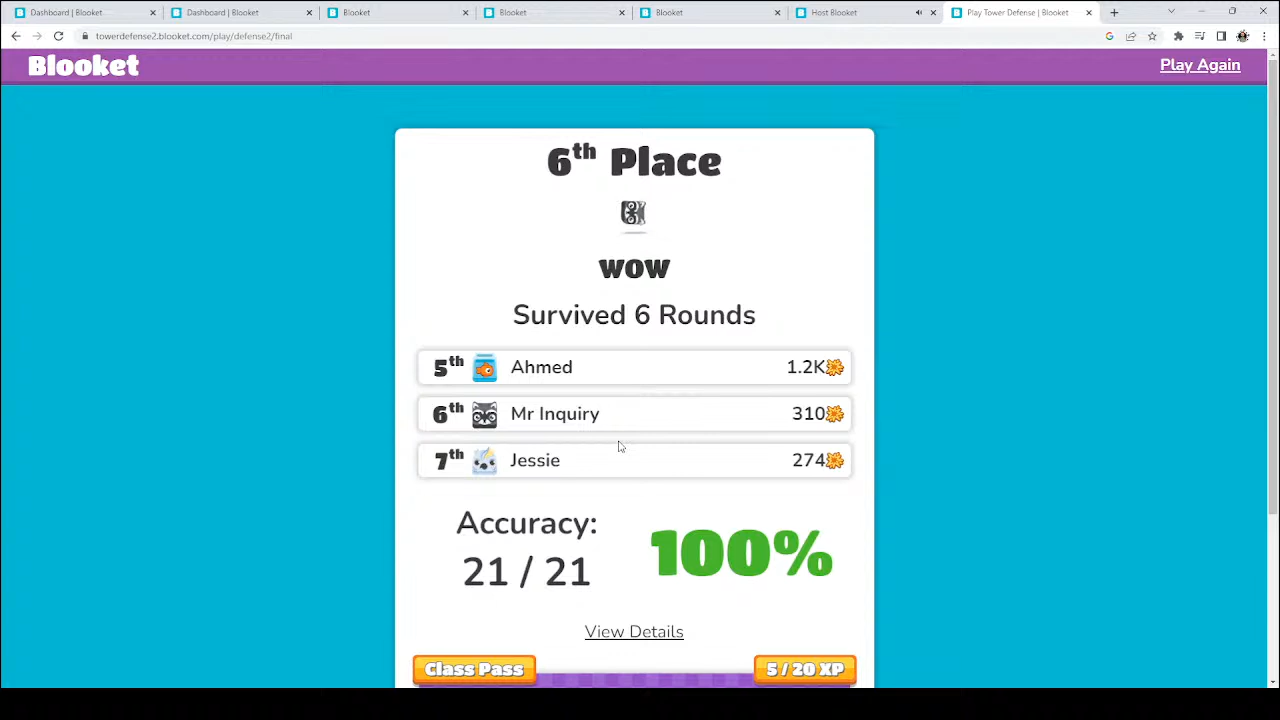 Dashboard | Blooket
Dashboard | Blooket
Blooket
Blooket
Blooket
Host Blooket
Play Tower Defense | Blooket
towerdefense2.blooket.com/play/defense2/final
Blooket
Play Again
6th Place
wow
Survived 6 Rounds
5th Ahmed 1.2K
6th Mr Inquiry 310
7th Jessie 274
Accuracy:
21 / 21
100%
View Details
Class Pass
5 / 20 XP